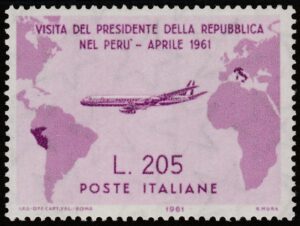 VISITA DEL PRESIDENTE DELLA REPUBBLICA
NEL PERU' - APRILE 1961
L. 205
POSTE ITALIANE
1961